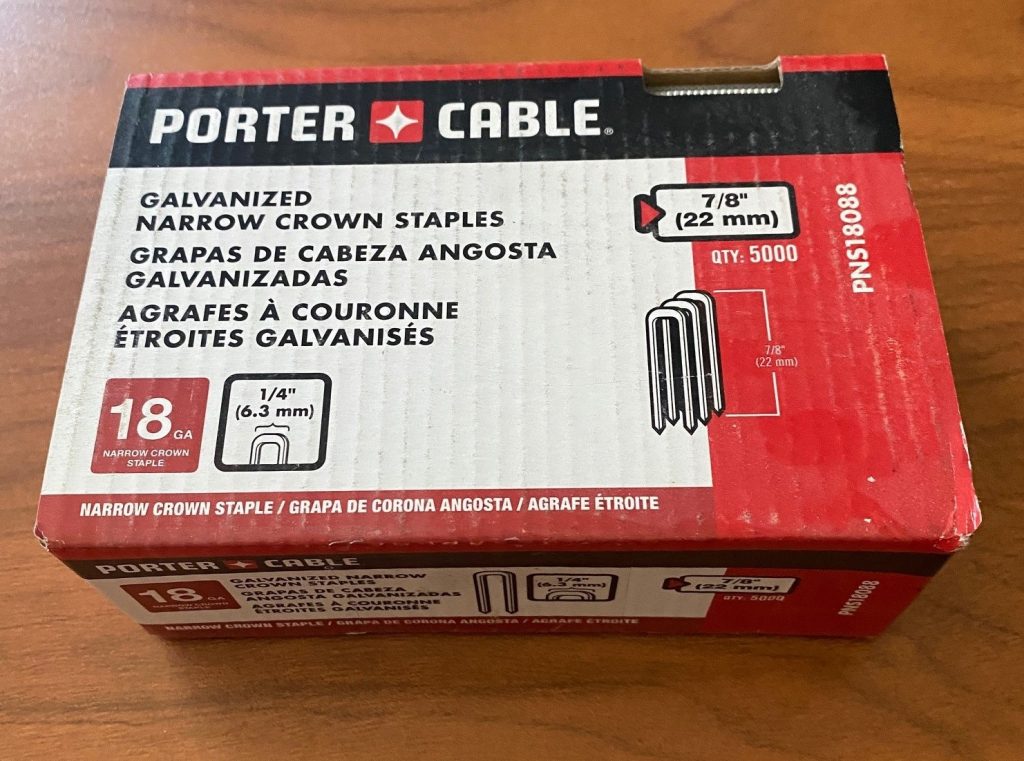 PORTER CABLE®
GALVANIZED
NARROW CROWN STAPLES
GRAPAS DE CABEZA ANGOSTA
GALVANIZADAS
AGRAFES À COURONNE
ÉTROITES GALVANISÉS
18 GA
NARROW CROWN
STAPLE
1/4"
(6.3 mm)
7/8"
(22 mm)
QTY: 5000
PNS18088
7/8"
(22 mm)
NARROW CROWN STAPLE / GRAPA DE CORONA ANGOSTA / AGRAFE ÉTROITE
PORTER CABLE
18 GA
NARROW CROWN
STAPLE
GALVANIZED NARROW
CROWN STAPLES
GRAPAS DE CABEZA
ANGOSTA GALVANIZADAS
AGRAFES À COURONNE
ÉTROITES GALVANISÉS
1/4"
(6.3 mm)
7/8"
(22 mm)
QTY: 5000
PNS18088
NARROW CROWN STAPLE / GRAPA DE CORONA ANGOSTA / AGRAFE ÉTROITE